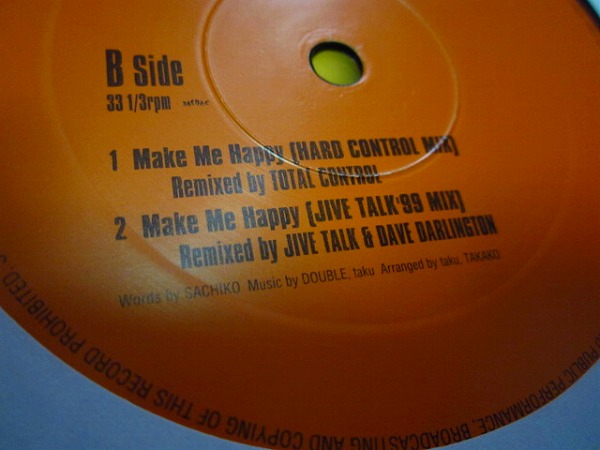 B Side
33 1/3rpm
1 Make Me Happy [HARD CONTROL MIX]
Remixed by TOTAL CONTROL
2 Make Me Happy [JIVE TALK'99 MIX]
Remixed by JIVE TALK & DAVE DARLINGTON
Words by SACHIKO Music by DOUBLE, taku Arranged by taku, TAKAKO
PUBLIC PERFORMANCE, BROADCASTING AND COPYING OF THIS RECORD PROHIBITED.